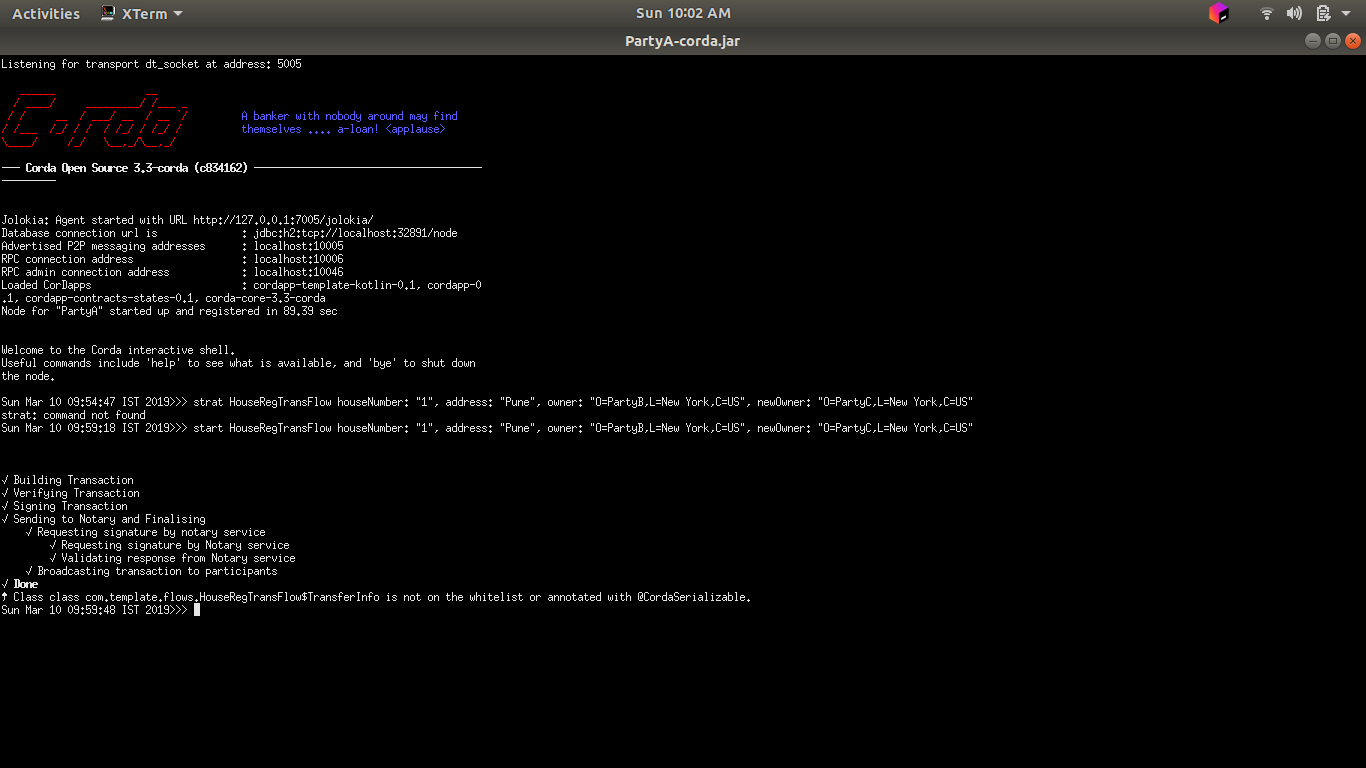 Activities XTerm Sun 10:02 AM
PartyA-corda.jar
Listening for transport dt_socket at address: 5005
A banker with nobody around may find
themselves .... a-loan! <applause>
--- Corda Open Source 3.3-corda (c834162) ---
Jolokia: Agent started with URL http://127.0.0.1:7005/jolokia/
Database connection url is : jdbc:h2:tcp://localhost:32891/node
Advertised P2P messaging addresses : localhost:10005
RPC connection address : localhost:10006
RPC admin connection address : localhost:10046
Loaded CorDapps : cordapp-template-kotlin-0.1, cordapp-0
.1, cordapp-contracts-states-0.1, corda-core-3.3-corda
Node for "PartyA" started up and registered in 89.39 sec
Welcome to the Corda interactive shell.
Useful commands include 'help' to see what is available, and 'bye' to shut down
the node.
Sun Mar 10 09:54:47 IST 2019>>> strat HouseRegTransFlow houseNumber: "1", address: "Pune", owner: "O=PartyB,L=New York,C=US", newOwner: "O=PartyC,L=New York,C=US"
strat: command not found
Sun Mar 10 09:59:18 IST 2019>>> start HouseRegTransFlow houseNumber: "1", address: "Pune", owner: "O=PartyB,L=New York,C=US", newOwner: "O=PartyC,L=New York,C=US"
√ Building Transaction
√ Verifying Transaction
√ Signing Transaction
√ Sending to Notary and Finalising
√ Requesting signature by notary service
√ Requesting signature by Notary service
√ Validating response from Notary service
√ Broadcasting transaction to participants
√ Done
↑ Class class com.template.flows.HouseRegTransFlow$TransferInfo is not on the whitelist or annotated with @CordaSerializable.
Sun Mar 10 09:59:48 IST 2019>>>